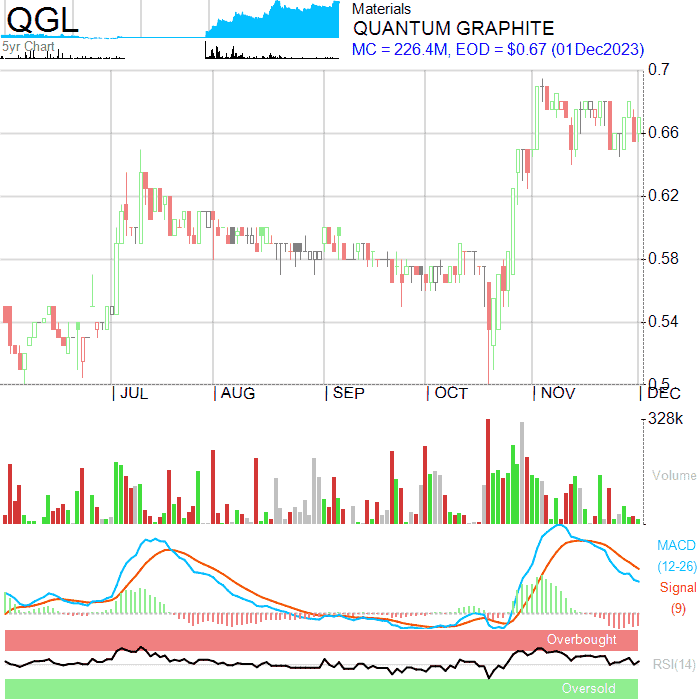 QGL
5yr Chart
Materials
QUANTUM GRAPHITE
MC = 226.4M, EOD = $0.67 (01Dec2023)
0.7
0.66
0.62
0.58
0.54
0.5
JUL AUG SEP OCT NOV DEC
328k
Volume
MACD
(12-26)
Signal
(9)
Overbought
RSI(14)
Oversold